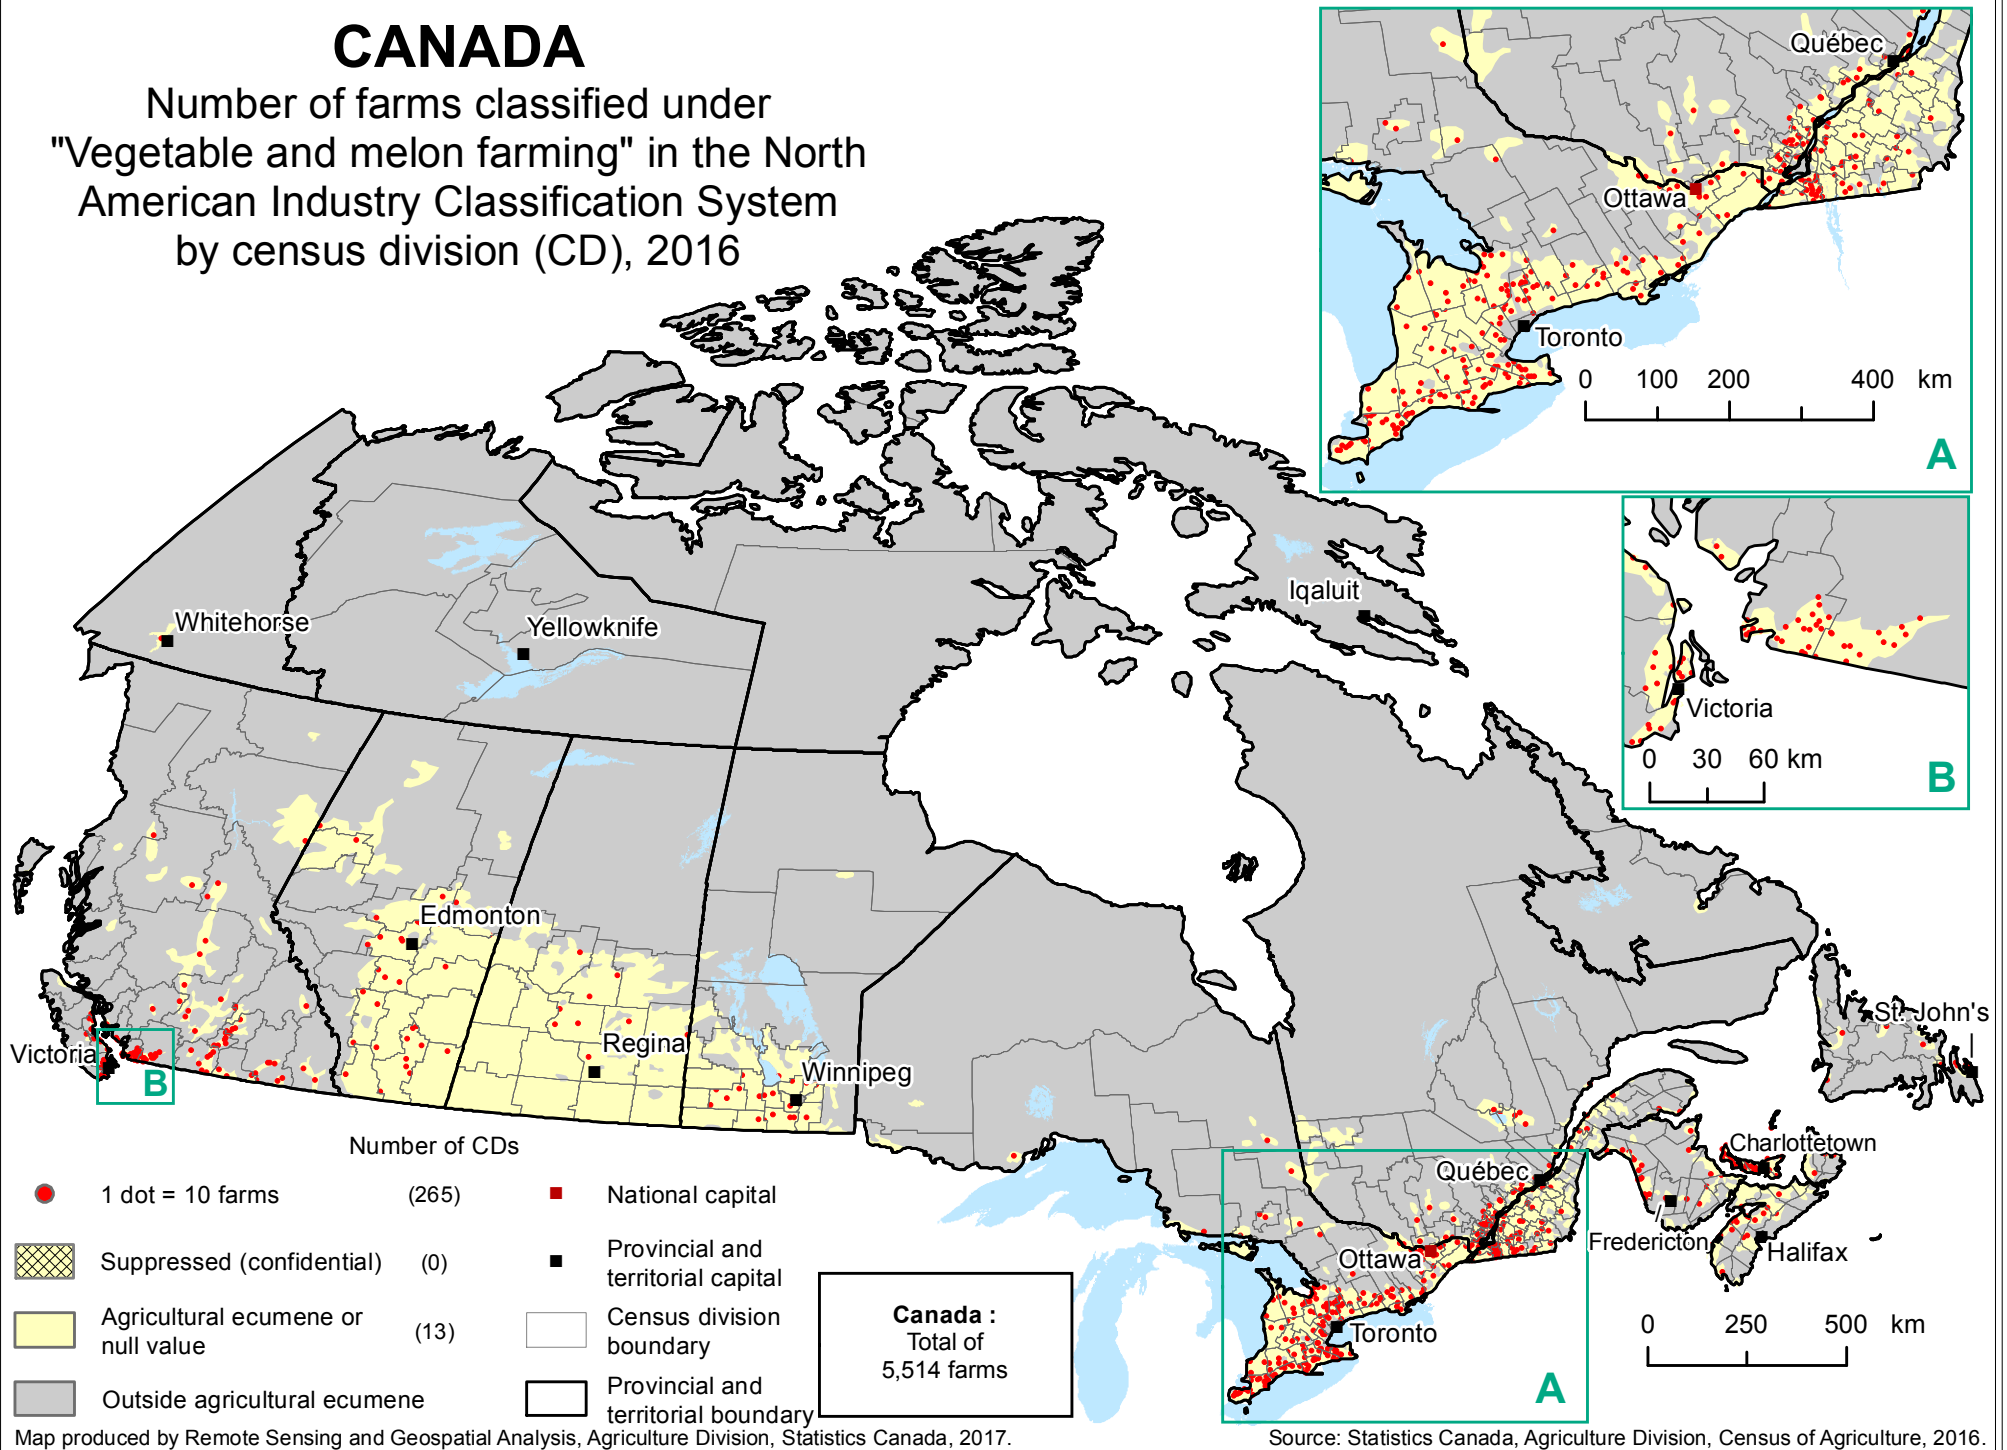 CANADA
Number of farms classified under
"Vegetable and melon farming" in the North
American Industry Classification System
by census division (CD), 2016
Québec
Ottawa
Toronto
0 100 200 400 km
A
Victoria
0 30 60 km
B
Whitehorse
Yellowknife
Iqaluit
Edmonton
Regina
Winnipeg
Victoria
B
St. John's
Charlottetown
Québec
Fredericton
Halifax
Ottawa
Toronto
A
0 250 500 km
Number of CDs
1 dot = 10 farms (265)
Suppressed (confidential) (0)
Agricultural ecumene or
null value (13)
Outside agricultural ecumene
National capital
Provincial and
territorial capital
Census division
boundary
Provincial and
territorial boundary
Canada :
Total of
5,514 farms
Map produced by Remote Sensing and Geospatial Analysis, Agriculture Division, Statistics Canada, 2017.
Source: Statistics Canada, Agriculture Division, Census of Agriculture, 2016.